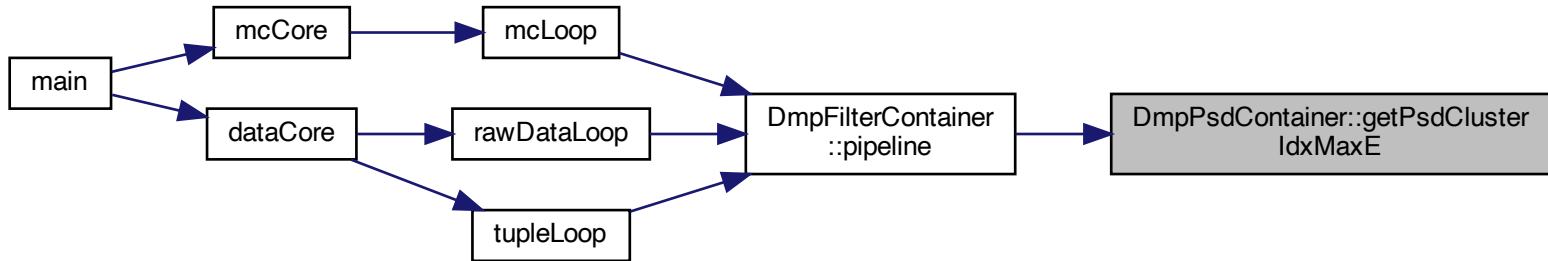 main
mcCore
dataCore
mcLoop
rawDataLoop
tupleLoop
DmpFilterContainer
::pipeline
DmpPsdContainer::getPsdCluster
IdxMaxE